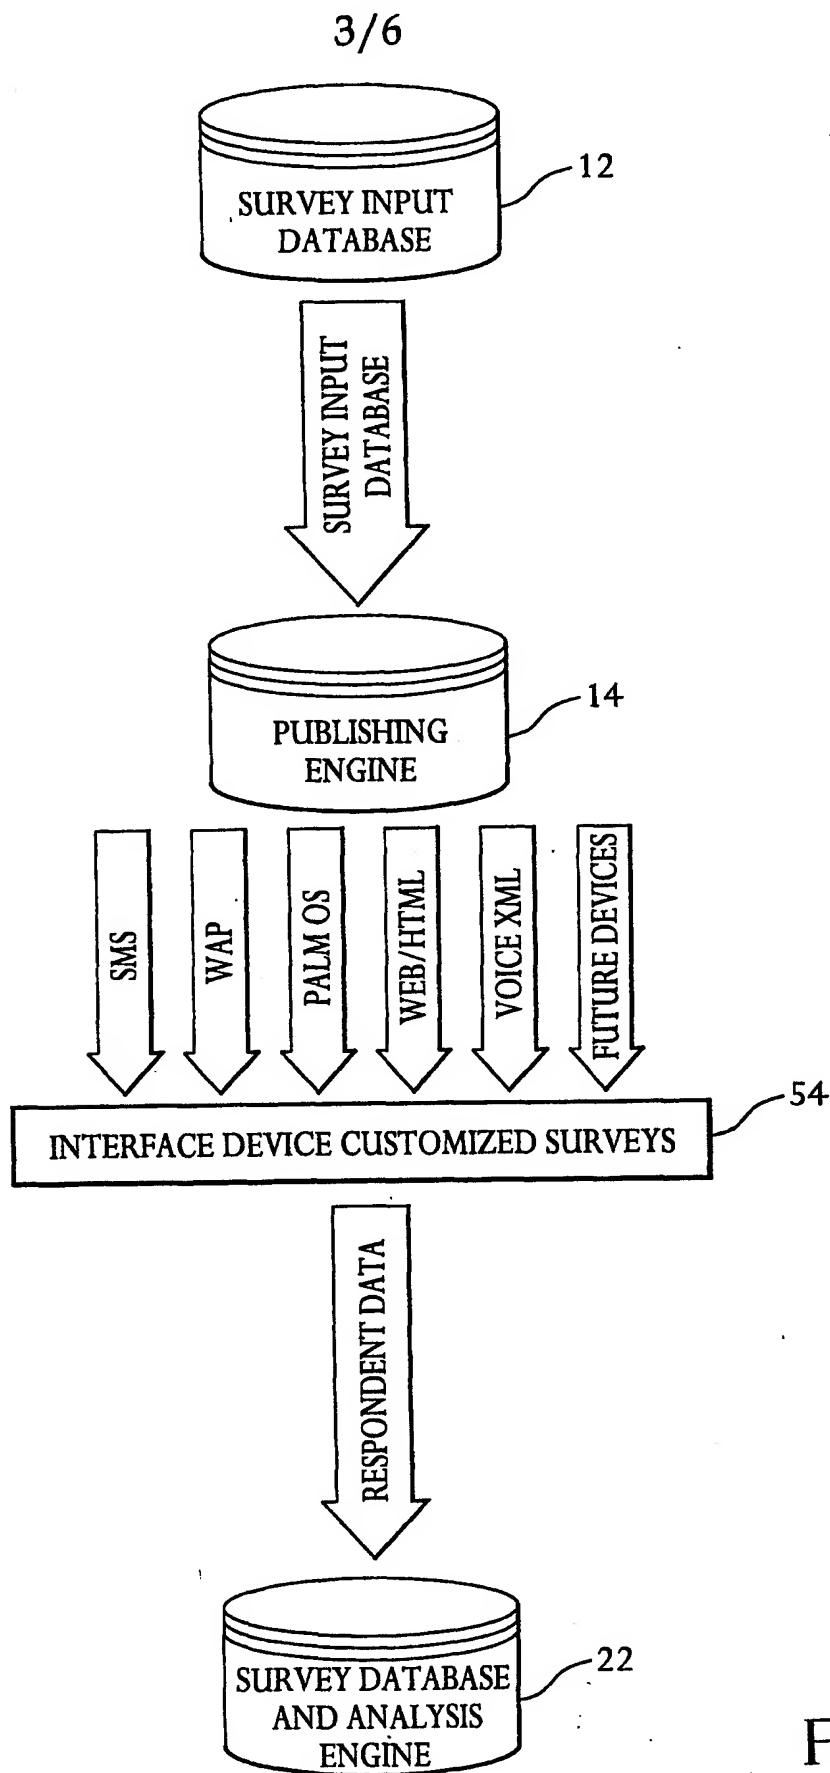 3/6
12
SURVEY INPUT
DATABASE
SURVEY INPUT
DATABASE
14
PUBLISHING
ENGINE
SMS
WAP
PALM OS
WEB/HTML
VOICE XML
FUTURE DEVICES
54
INTERFACE DEVICE CUSTOMIZED SURVEYS
RESPONDENT DATA
22
SURVEY DATABASE
AND ANALYSIS
ENGINE